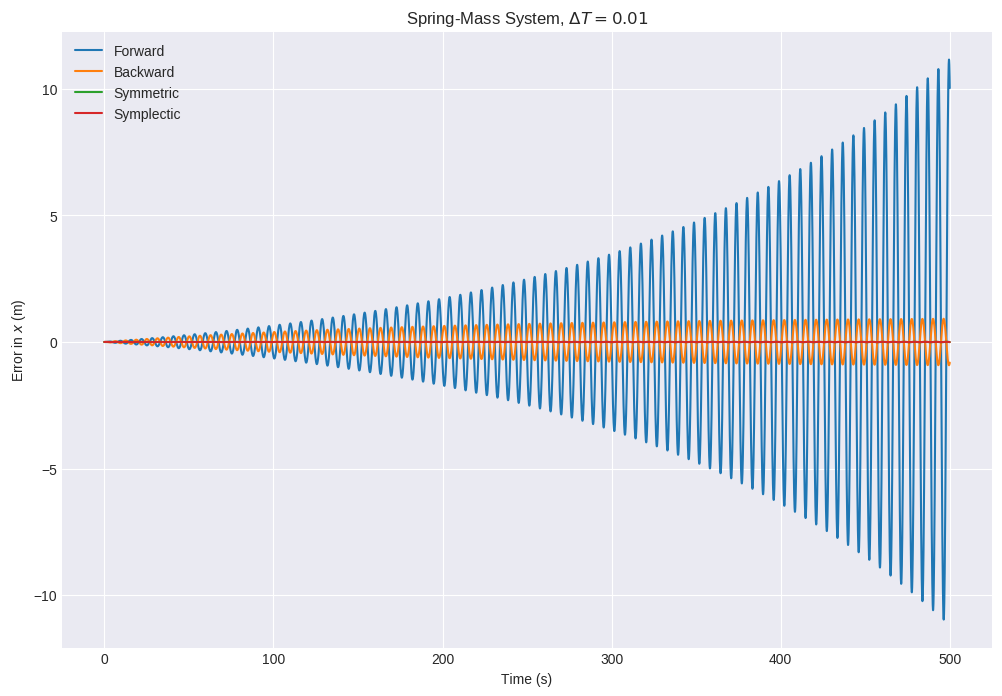 Spring-Mass System, ΔT = 0.01
Forward
Backward
Symmetric
Symplectic
10
5
0
−5
−10
Error in x (m)
0 100 200 300 400 500
Time (s)